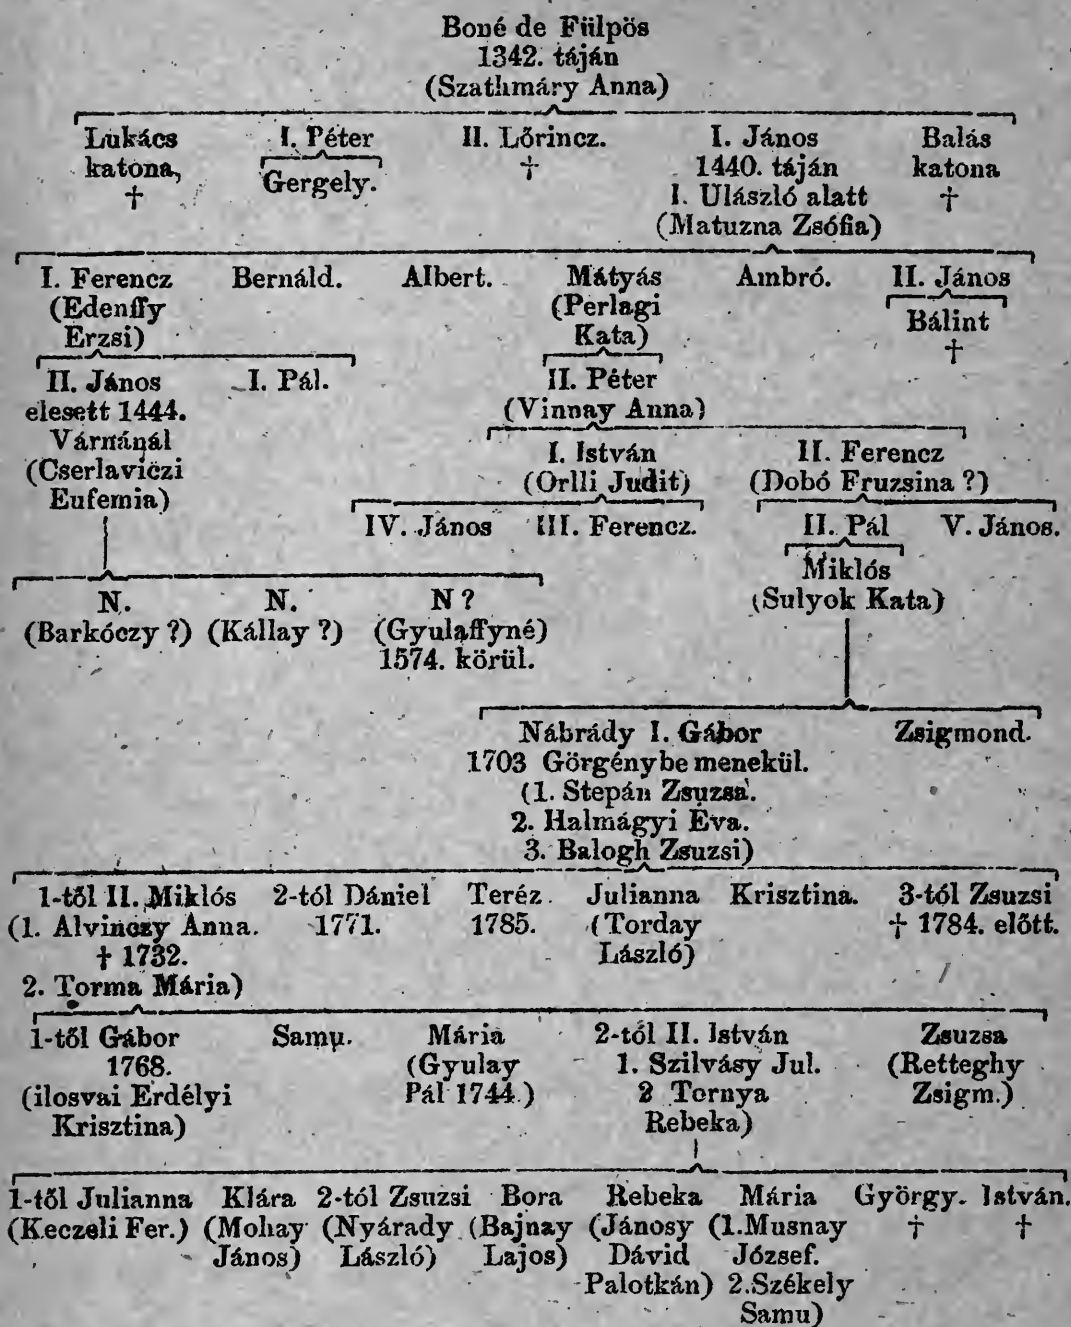 Boné de Fülpös
1342. táján
(Szathmáry Anna)
Lukács I. Péter II. Lőrincz. I. János Balás
katona, Gergely. † 1440. táján katona
† I. Ulászló alatt †
(Matuzna Zsófia)
I. Ferencz Bernáld. Albert. Mátyás Ambró. II. János
(Edenffy (Perlagi Bálint
Erzsi) Kata) †
II. János I. Pál. II. Péter
elesett 1444. (Vinnay Anna)
Várnánál I. István II. Ferencz
(Cserlaviczi (Orlli Judit) (Dobó Fruzsina ?)
Eufemia) IV. János III. Ferencz. II. Pál V. János.
Miklós
N. N. N ? (Sulyok Kata)
(Barkóczy ?) (Kállay ?) (Gyulaffyné)
1574. körül.
Nábrády I. Gábor Zsigmond.
1703 Görgénybe menekül.
(1. Stepán Zsuzsa.
2. Halmágyi Éva.
3. Balogh Zsuzsi)
1-től II. Miklós 2-tól Dániel Teréz. Julianna Krisztina. 3-tól Zsuzsi
(1. Alvinczy Anna. 1771. 1785. (Torday † 1784. előtt.
† 1732. László)
2. Torma Mária)
1-től Gábor Samu. Mária 2-tól II. István Zsuzsa
1768. (Gyulay 1. Szilvásy Jul. (Retteghy
(ilosvai Erdélyi Pál 1744.) 2 Tornya Zsigm.)
Krisztina) Rebeka)
1-től Julianna Klára 2-tól Zsuzsi Bora Rebeka Mária György. István.
(Keczeli Fer.) (Mohay (Nyárady (Bajnay (Jánosy (1.Musnay † †
János) László) Lajos) Dávid József.
Palotkán) 2.Székely
Samu)